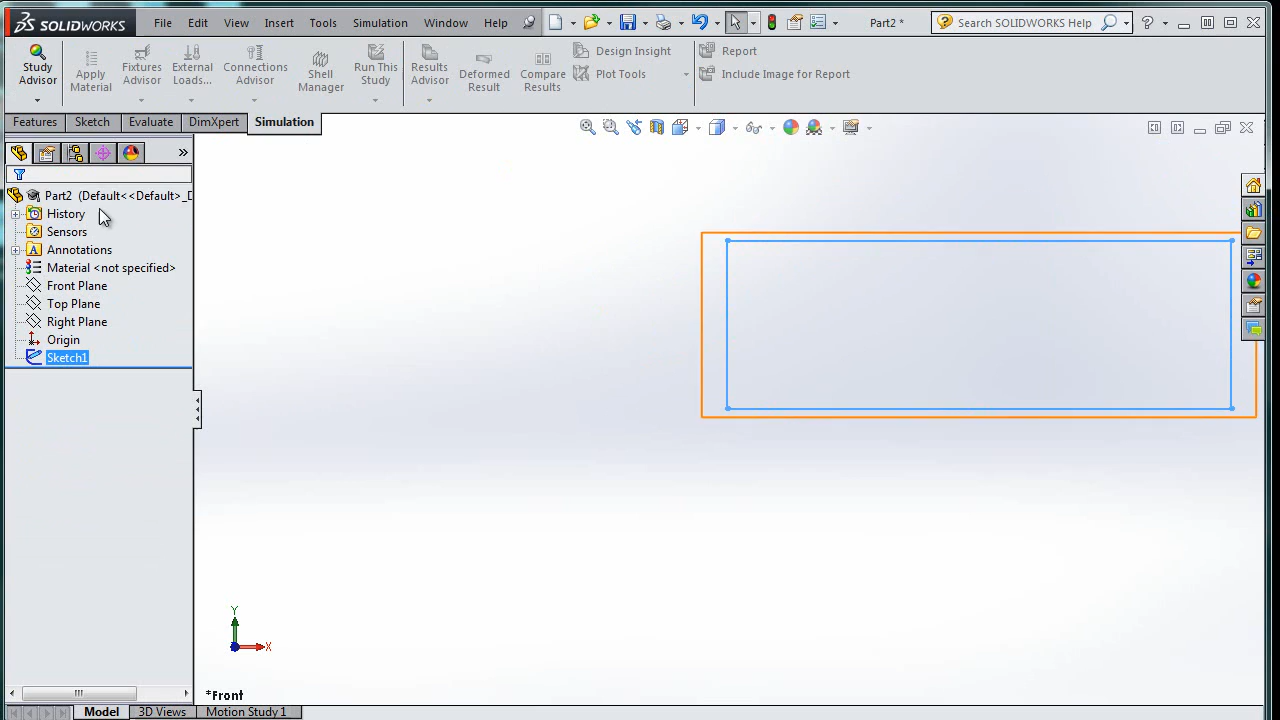 SOLIDWORKS File Edit View Insert Tools Simulation Window Help Part2 * Search SOLIDWORKS Help
Study Advisor
Apply Material
Fixtures Advisor
External Loads...
Connections Advisor
Shell Manager
Run This Study
Results Advisor
Deformed Result
Compare Results
Design Insight
Plot Tools
Report
Include Image for Report
Features Sketch Evaluate DimXpert Simulation
Part2 (Default<<Default>_D
History
Sensors
Annotations
Material <not specified>
Front Plane
Top Plane
Right Plane
Origin
Sketch1
Y
X
*Front
Model 3D Views Motion Study 1